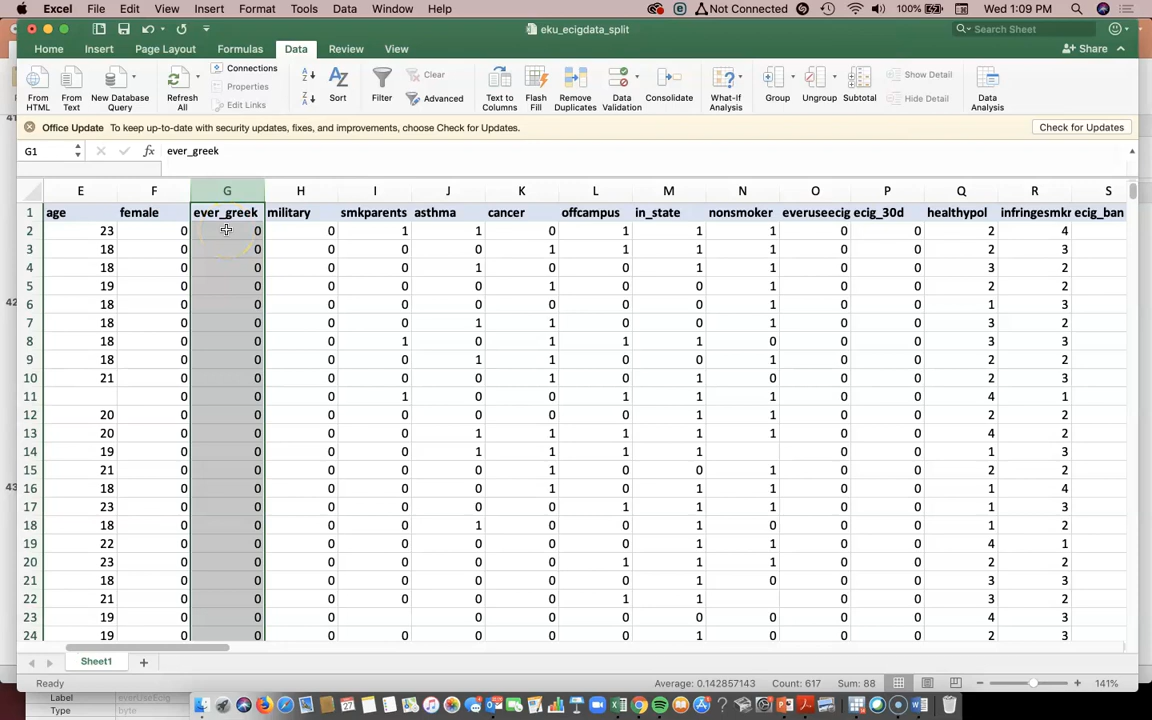 Excel File Edit View Insert Format Tools Data Window Help Not Connected 100% Wed 1:09 PM
eku_ecigdata_split Search Sheet
Home Insert Page Layout Formulas Data Review View Share
From HTML From Text New Database Query Refresh All Connections Properties Edit Links Sort Filter Clear Advanced Text to Columns Flash Fill Remove Duplicates Data Validation Consolidate What-If Analysis Group Ungroup Subtotal Show Detail Hide Detail Data Analysis
Office Update To keep up-to-date with security updates, fixes, and improvements, choose Check for Updates. Check for Updates
G1 fx ever_greek
E F G H I J K L M N O P Q R S
1 age female ever_greek military smkparents asthma cancer offcampus in_state nonsmoker everuseecig ecig_30d healthypol infringesmkr ecig_ban
2 23 0 0 0 1 1 0 1 1 1 0 0 2 4
3 18 0 0 0 0 0 1 1 1 1 0 0 2 3
4 18 0 0 0 0 1 0 0 1 1 0 0 3 2
5 19 0 0 0 0 0 1 0 0 1 0 0 2 2
6 18 0 0 0 0 0 0 0 1 1 0 0 1 3
7 18 0 0 0 0 1 1 0 0 1 0 0 3 2
8 18 0 0 0 1 0 1 1 1 0 0 0 3 3
9 18 0 0 0 0 1 1 0 0 1 0 0 2 2
10 21 0 0 0 0 0 1 0 1 0 0 0 2 3
11 0 0 0 1 0 0 1 1 1 0 0 4 1
12 20 0 0 0 0 0 0 0 1 1 0 0 2 2
13 20 0 0 0 0 1 1 1 1 1 0 0 4 2
14 19 0 0 0 0 1 1 1 1 0 0 1 3
15 21 0 0 0 0 0 1 0 0 1 0 0 2 2
16 18 0 0 0 0 0 1 0 1 1 0 0 1 4
17 23 0 0 0 0 0 0 1 1 1 0 0 1 3
18 18 0 0 0 0 1 0 0 1 0 0 0 1 2
19 22 0 0 0 0 0 0 0 1 1 0 0 4 1
20 23 0 0 0 0 0 0 1 1 1 0 0 2 2
21 18 0 0 0 0 0 0 0 1 1 0 0 3 3
22 21 0 0 0 0 0 0 1 1 0 0 3 2
23 19 0 0 0 0 0 0 0 0 0 0 4 3
24 19 0 0 0 0 0 0 0 1 0 0 0 2 3
Sheet1
Ready Average: 0.142857143 Count: 617 Sum: 88 141%
Label everUseEcig
Type byte